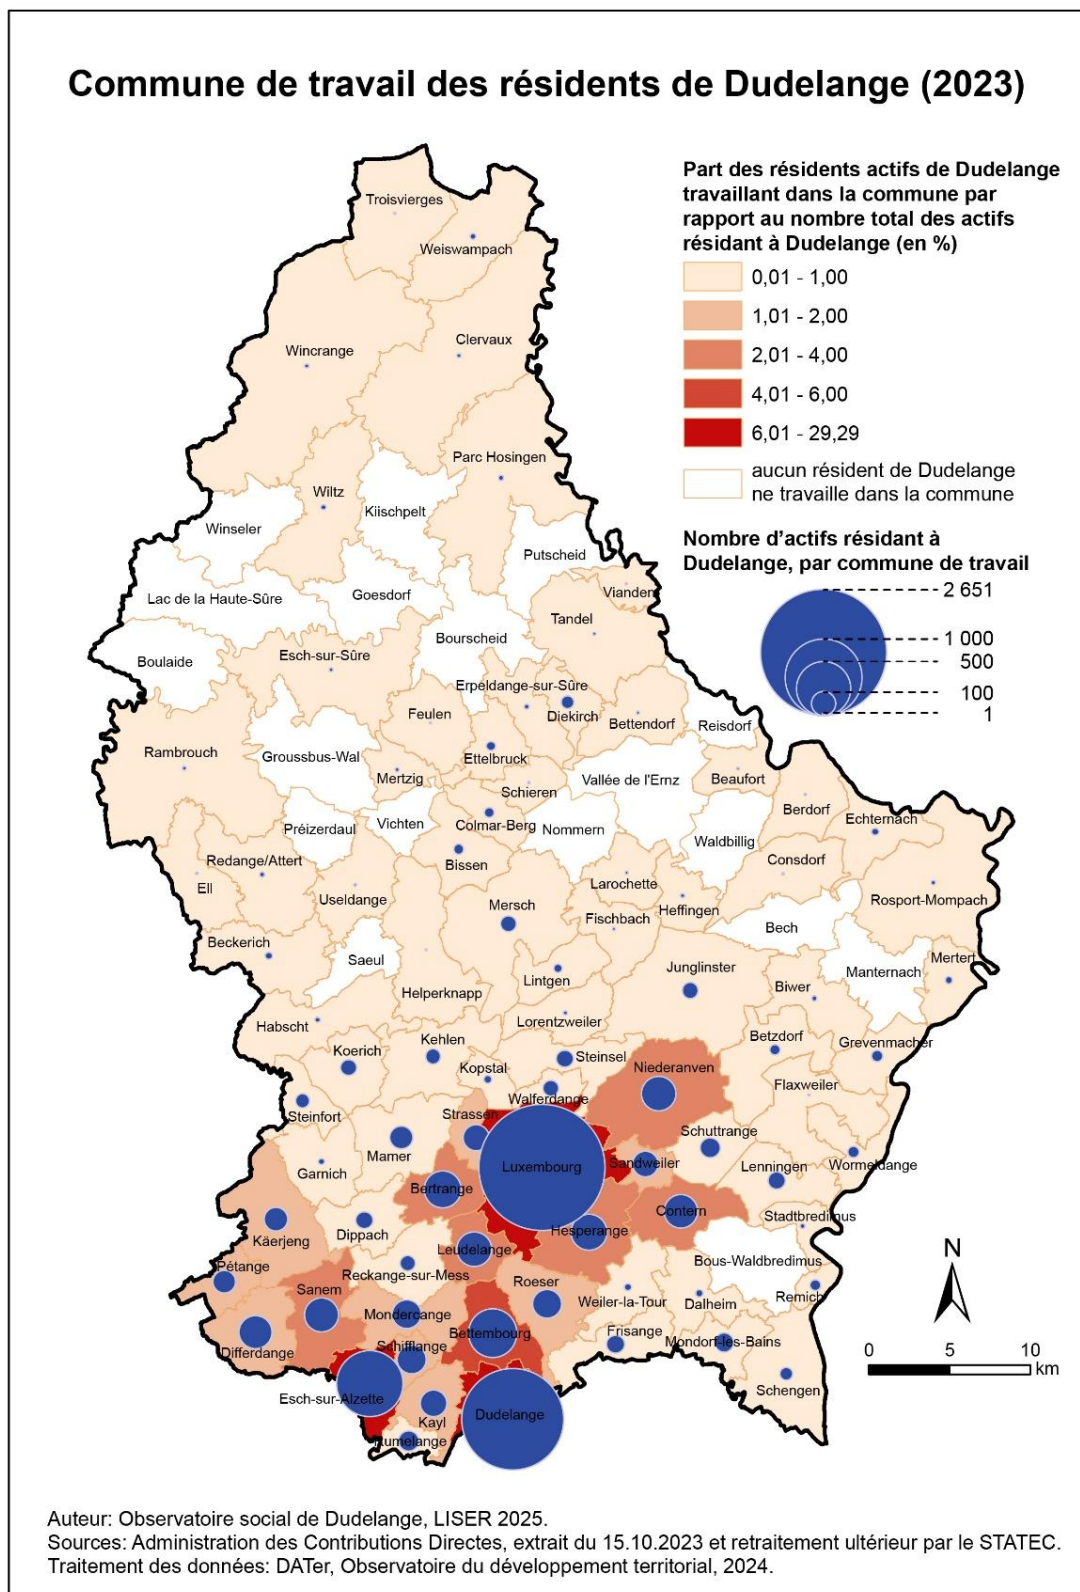 Commune de travail des résidents de Dudelange (2023)
Part des résidents actifs de Dudelange
travaillant dans la commune par
rapport au nombre total des actifs
résidant à Dudelange (en %)
0,01 - 1,00
1,01 - 2,00
2,01 - 4,00
4,01 - 6,00
6,01 - 29,29
aucun résident de Dudelange
ne travaille dans la commune
Nombre d'actifs résidant à
Dudelange, par commune de travail
2 651
1 000
500
100
1
Troisvierges
Weiswampach
Clervaux
Wincrange
Parc Hosingen
Wiltz
Kiischpelt
Winseler
Putscheid
Vianden
Lac de la Haute-Sûre
Goesdorf
Tandel
Bourscheid
Esch-sur-Sûre
Boulaide
Erpeldange-sur-Sûre
Feulen
Diekirch
Bettendorf
Reisdorf
Rambrouch
Groussbus-Wal
Ettelbruck
Mertzig
Vallée de l'Ernz
Beaufort
Schieren
Berdorf
Echternach
Préizerdaul
Vichten
Colmar-Berg
Nommern
Waldbillig
Redange/Attert
Bissen
Consdorf
Ell
Useldange
Larochette
Rosport-Mompach
Mersch
Heffingen
Fischbach
Bech
Beckerich
Saeul
Junglinster
Manternach
Mertert
Lintgen
Biwer
Helperknapp
Habscht
Lorentzweiler
Kehlen
Betzdorf
Grevenmacher
Koerich
Steinsel
Kopstal
Niederanven
Flaxweiler
Walferdange
Steinfort
Strassen
Schuttrange
Mamer
Garnich
Luxembourg
Sandweiler
Lenningen
Wormeldange
Bertrange
Contern
Stadtbredimus
Dippach
Hesperange
Käerjeng
Leudelange
Bous-Waldbredimus
Pétange
Reckange-sur-Mess
Roeser
Sanem
Remich
Weiler-la-Tour
Dalheim
Mondercange
Bettembourg
Frisange
Mondorf-les-Bains
Differdange
Schifflange
Schengen
Esch-sur-Alzette
Dudelange
Kayl
Rumelange
N
0 5 10
km
Auteur: Observatoire social de Dudelange, LISER 2025.
Sources: Administration des Contributions Directes, extrait du 15.10.2023 et retraitement ultérieur par le STATEC.
Traitement des données: DATer, Observatoire du développement territorial, 2024.